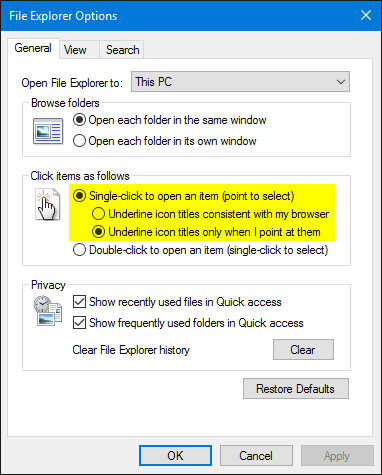 File Explorer Options
General View Search
Open File Explorer to: This PC
Browse folders
Open each folder in the same window
Open each folder in its own window
Click items as follows
Single-click to open an item (point to select)
Underline icon titles consistent with my browser
Underline icon titles only when I point at them
Double-click to open an item (single-click to select)
Privacy
Show recently used files in Quick access
Show frequently used folders in Quick access
Clear File Explorer history Clear
Restore Defaults
OK Cancel Apply